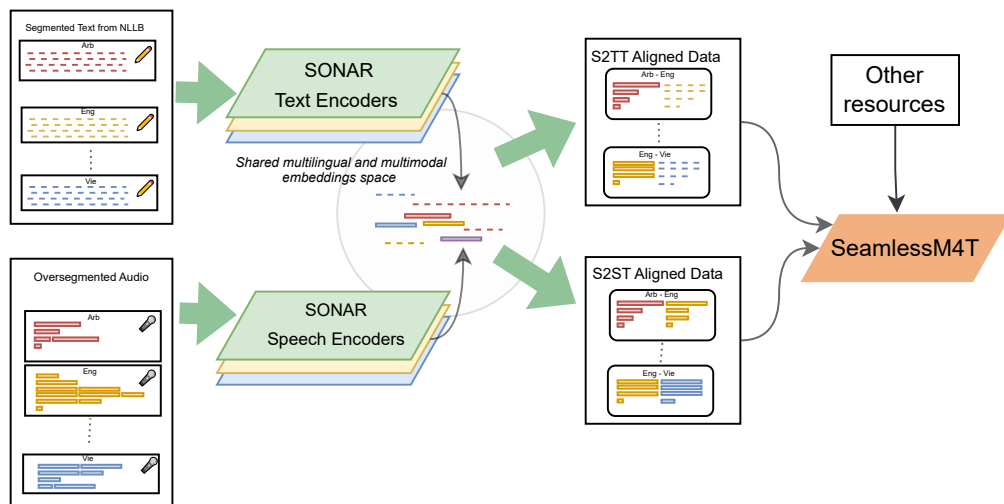 Segmented Text from NLLB
Arb
Eng
Vie
Oversegmented Audio
Arb
Eng
Vie
SONAR
Text Encoders
Shared multilingual and multimodal
embeddings space
SONAR
Speech Encoders
S2TT Aligned Data
Arb - Eng
Eng - Vie
S2ST Aligned Data
Arb - Eng
Eng - Vie
Other
resources
SeamlessM4T